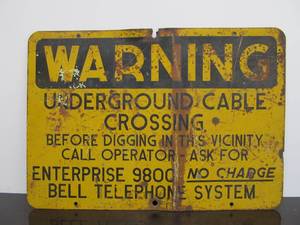 WARNING
UNDERGROUND CABLE
CROSSING
BEFORE DIGGING IN THIS VICINITY
CALL OPERATOR - ASK FOR
ENTERPRISE 9800 NO CHARGE
BELL TELEPHONE SYSTEM